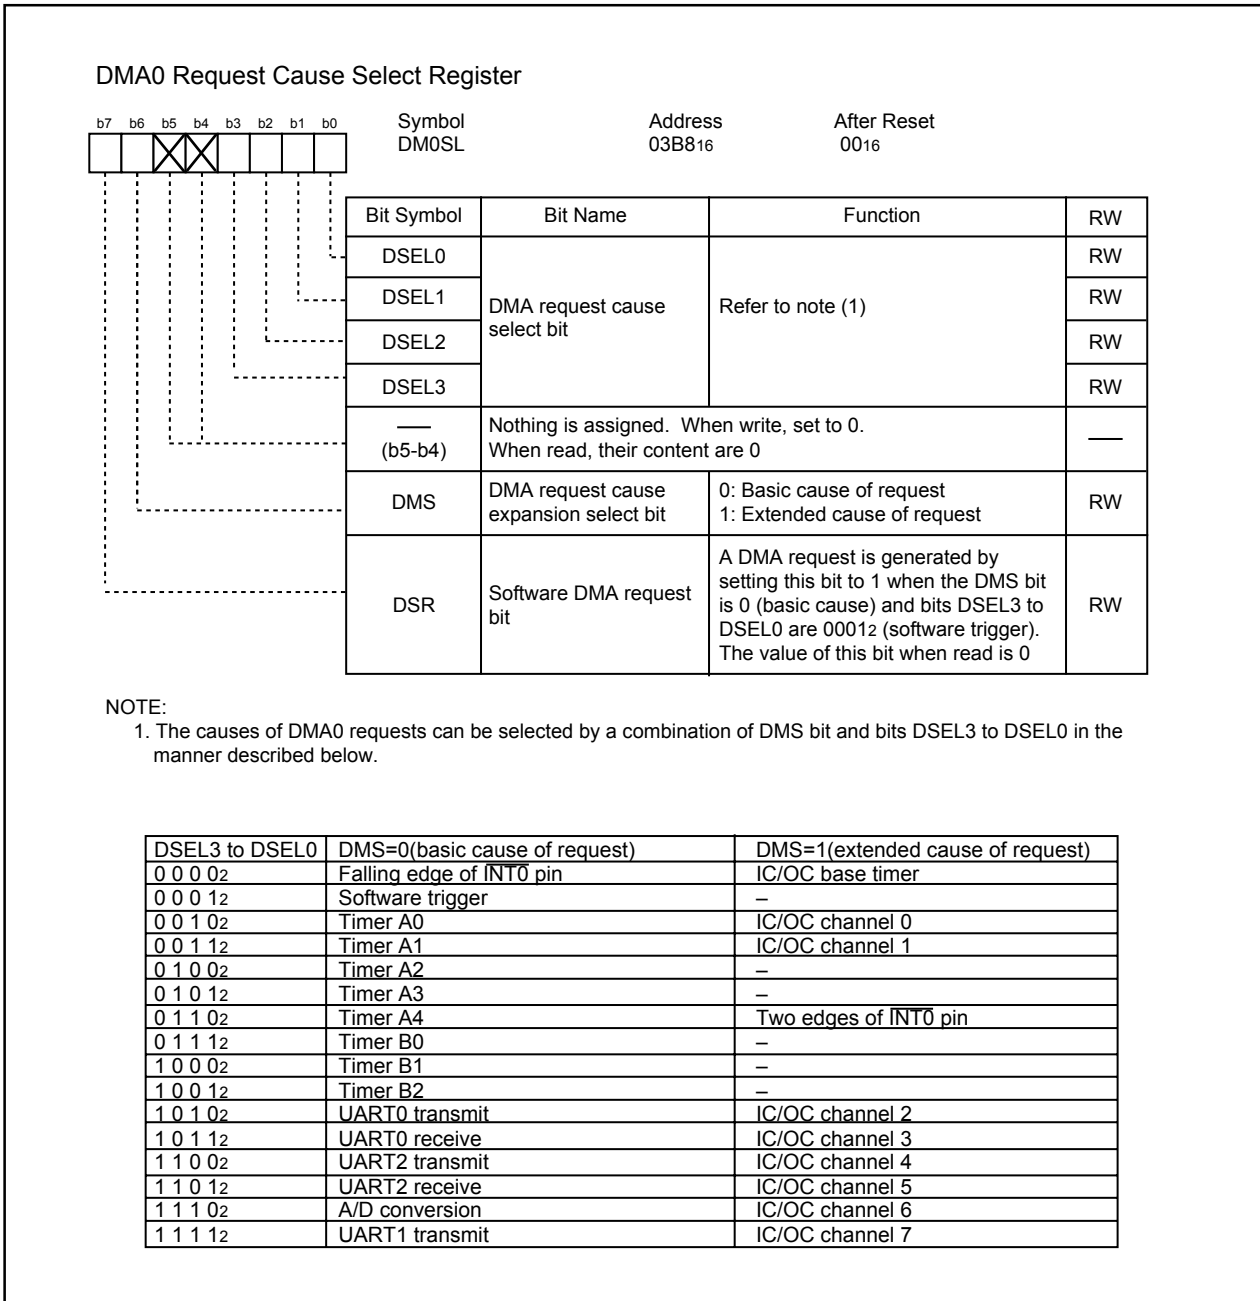 DMA0 Request Cause Select Register
b7 b6 b5 b4 b3 b2 b1 b0
Symbol Address After Reset
DM0SL 03B816 0016
Bit Symbol Bit Name Function RW
DSEL0 RW
DSEL1 RW
DMA request cause select bit
Refer to note (1)
DSEL2 RW
DSEL3 RW
(b5-b4)
Nothing is assigned. When write, set to 0.
When read, their content are 0
DMS
DMA request cause
expansion select bit
0: Basic cause of request
1: Extended cause of request
RW
DSR
Software DMA request
bit
A DMA request is generated by
setting this bit to 1 when the DMS bit
is 0 (basic cause) and bits DSEL3 to
DSEL0 are 00012 (software trigger).
The value of this bit when read is 0
RW
NOTE:
1. The causes of DMA0 requests can be selected by a combination of DMS bit and bits DSEL3 to DSEL0 in the
manner described below.
DSEL3 to DSEL0 DMS=0(basic cause of request) DMS=1(extended cause of request)
0 0 0 02 Falling edge of INT0 pin IC/OC base timer
0 0 0 12 Software trigger –
0 0 1 02 Timer A0 IC/OC channel 0
0 0 1 12 Timer A1 IC/OC channel 1
0 1 0 02 Timer A2 –
0 1 0 12 Timer A3 –
0 1 1 02 Timer A4 Two edges of INT0 pin
0 1 1 12 Timer B0 –
1 0 0 02 Timer B1 –
1 0 0 12 Timer B2 –
1 0 1 02 UART0 transmit IC/OC channel 2
1 0 1 12 UART0 receive IC/OC channel 3
1 1 0 02 UART2 transmit IC/OC channel 4
1 1 0 12 UART2 receive IC/OC channel 5
1 1 1 02 A/D conversion IC/OC channel 6
1 1 1 12 UART1 transmit IC/OC channel 7